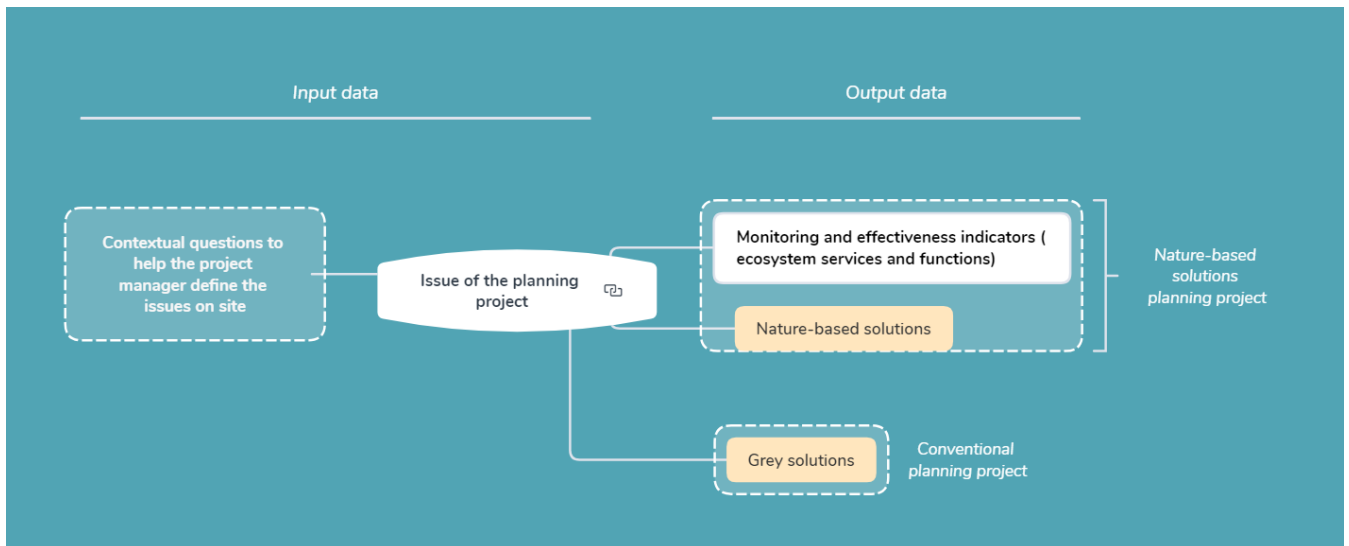 Input data
Output data
Contextual questions to
help the project
manager define the
issues on site
Issue of the planning
project
Monitoring and effectiveness indicators (
ecosystem services and functions)
Nature-based solutions
Nature-based
solutions
planning project
Grey solutions
Conventional
planning project